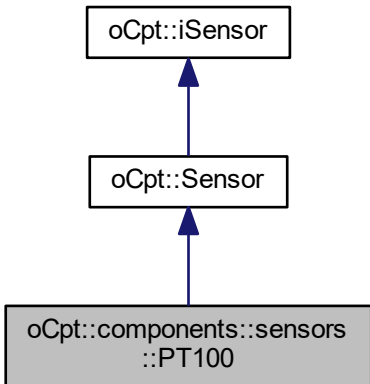 oCpt::iSensor
oCpt::Sensor
oCpt::components::sensors
::PT100